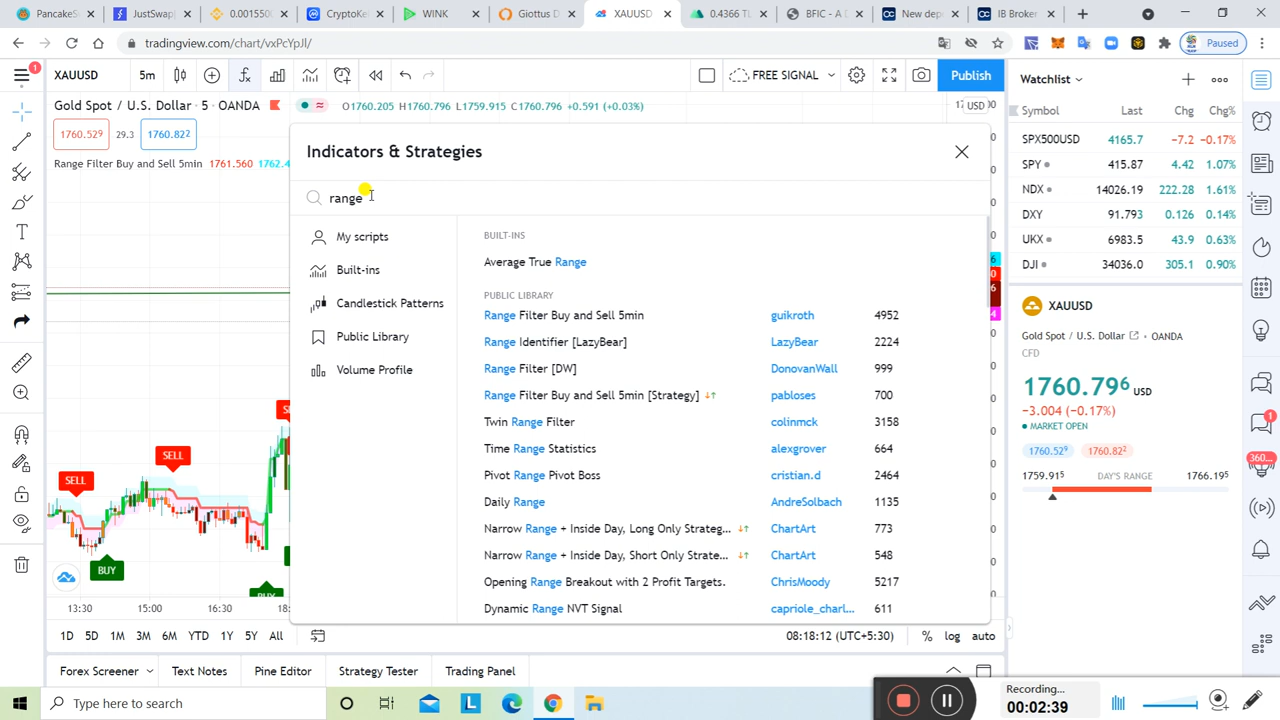 PancakeS
JustSwap
0.001550
CryptoKe
WINK
Giottus D
XAUUSD
0.4366 TL
BFIC - A D
New dep
IB Broker
tradingview.com/chart/vxPcYpJl/
Paused
1
XAUUSD
5m
FREE SIGNAL
Publish
Watchlist
Gold Spot / U.S. Dollar · 5 · OANDA
O1760.205 H1760.796 L1759.915 C1760.796 +0.591 (+0.03%)
USD
1760.529
29.3
1760.822
Range Filter Buy and Sell 5min 1761.560
Indicators & Strategies
range
My scripts
Built-ins
Candlestick Patterns
Public Library
Volume Profile
BUILT-INS
Average True Range
PUBLIC LIBRARY
Range Filter Buy and Sell 5min guikroth 4952
Range Identifier [LazyBear] LazyBear 2224
Range Filter [DW] DonovanWall 999
Range Filter Buy and Sell 5min [Strategy] pabloses 700
Twin Range Filter colinmck 3158
Time Range Statistics alexgrover 664
Pivot Range Pivot Boss cristian.d 2464
Daily Range AndreSolbach 1135
Narrow Range + Inside Day, Long Only Strateg... ChartArt 773
Narrow Range + Inside Day, Short Only Strate... ChartArt 548
Opening Range Breakout with 2 Profit Targets. ChrisMoody 5217
Dynamic Range NVT Signal capriole_charl... 611
Symbol Last Chg Chg%
SPX500USD 4165.7 −7.2 −0.17%
SPY 415.87 4.42 1.07%
NDX 14026.19 222.28 1.61%
DXY 91.793 0.126 0.14%
UKX 6983.5 43.9 0.63%
DJI 34036.0 305.1 0.90%
XAUUSD
Gold Spot / U.S. Dollar OANDA
CFD
1760.796 USD
−3.004 (−0.17%)
MARKET OPEN
1760.529
1760.822
1759.915 DAY'S RANGE 1766.195
1
360...
SELL
SELL
BUY
13:30 15:00 16:30
1D 5D 1M 3M 6M YTD 1Y 5Y All
08:18:12 (UTC+5:30)
% log auto
Forex Screener
Text Notes
Pine Editor
Strategy Tester
Trading Panel
Type here to search
Recording...
00:02:39